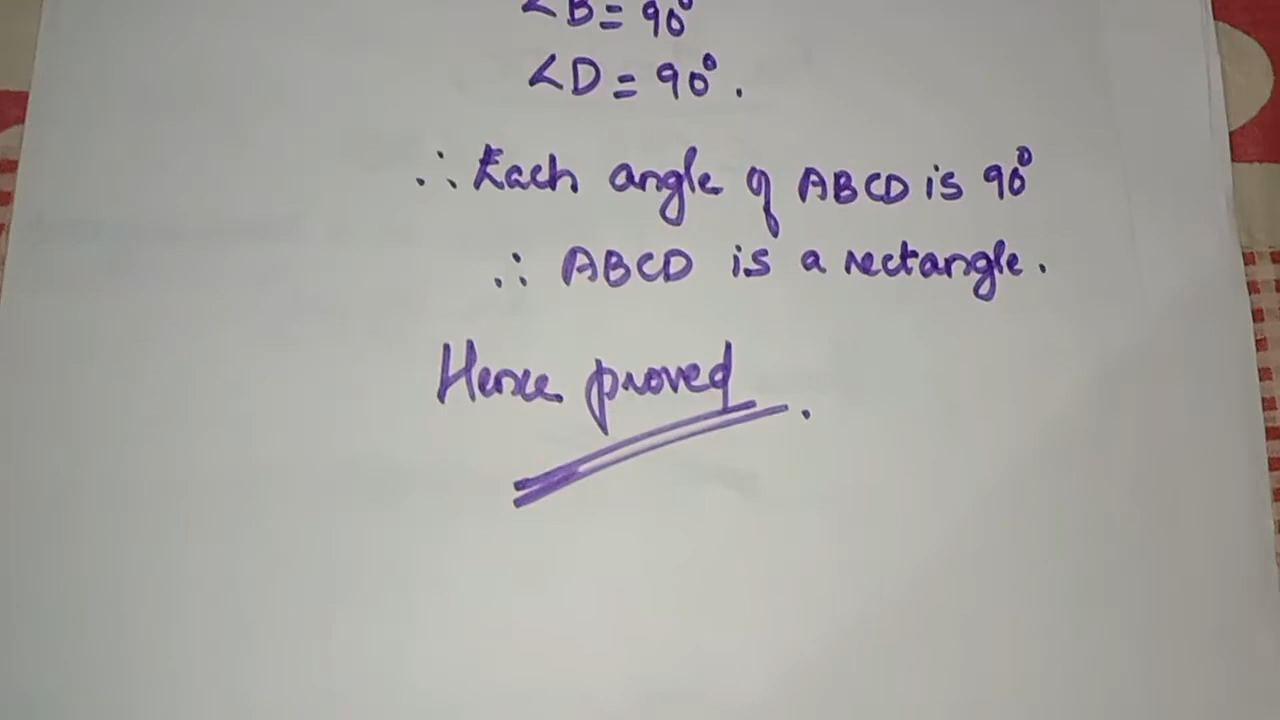 ∠B = 90°
∠D = 90°.
∴ Each angle of ABCD is 90°
∴ ABCD is a rectangle.
Hence proved.